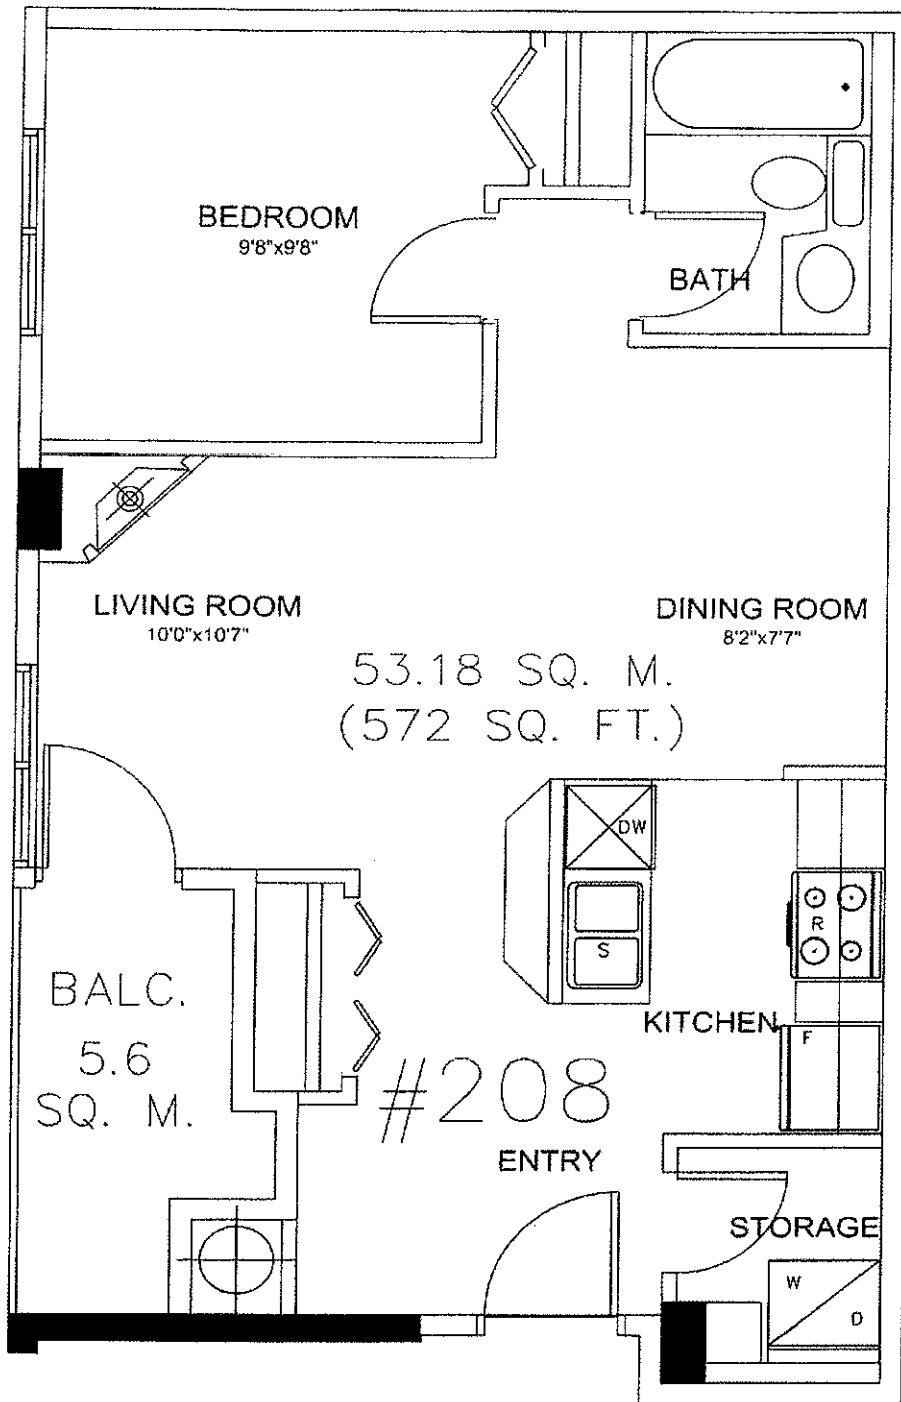 BEDROOM
9'8"x9'8"
BATH
LIVING ROOM
10'0"x10'7"
DINING ROOM
8'2"x7'7"
53.18 SQ. M.
(572 SQ. FT.)
DW
R
S
BALC.
5.6
SQ. M.
KITCHEN
F
#208
ENTRY
STORAGE
W
D